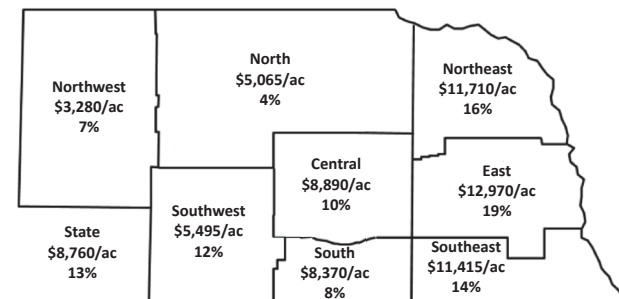 North
$5,065/ac
4%
Northwest
$3,280/ac
7%
Northeast
$11,710/ac
16%
Central
$8,890/ac
10%
East
$12,970/ac
19%
Southwest
$5,495/ac
12%
State
$8,760/ac
13%
South
$8,370/ac
8%
Southeast
$11,415/ac
14%